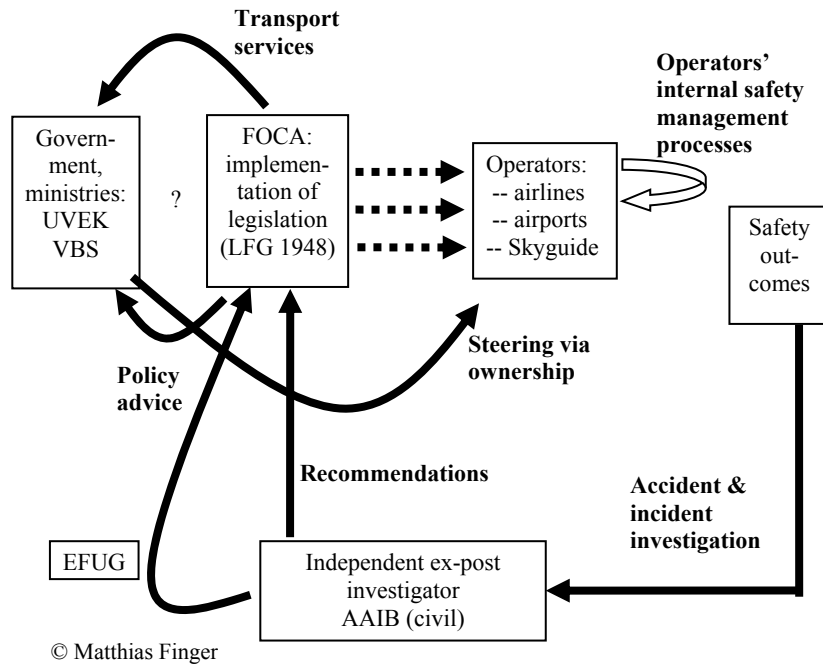 Transport
services
Operators’
internal safety
management
processes
Govern-
ment,
ministries:
UVEK
VBS
?
FOCA:
implemen-
tation of
legislation
(LFG 1948)
Operators:
-- airlines
-- airports
-- Skyguide
Safety
out-
comes
Policy
advice
Steering via
ownership
Recommendations
Accident &
incident
investigation
EFUG
Independent ex-post
investigator
AAIB (civil)
© Matthias Finger